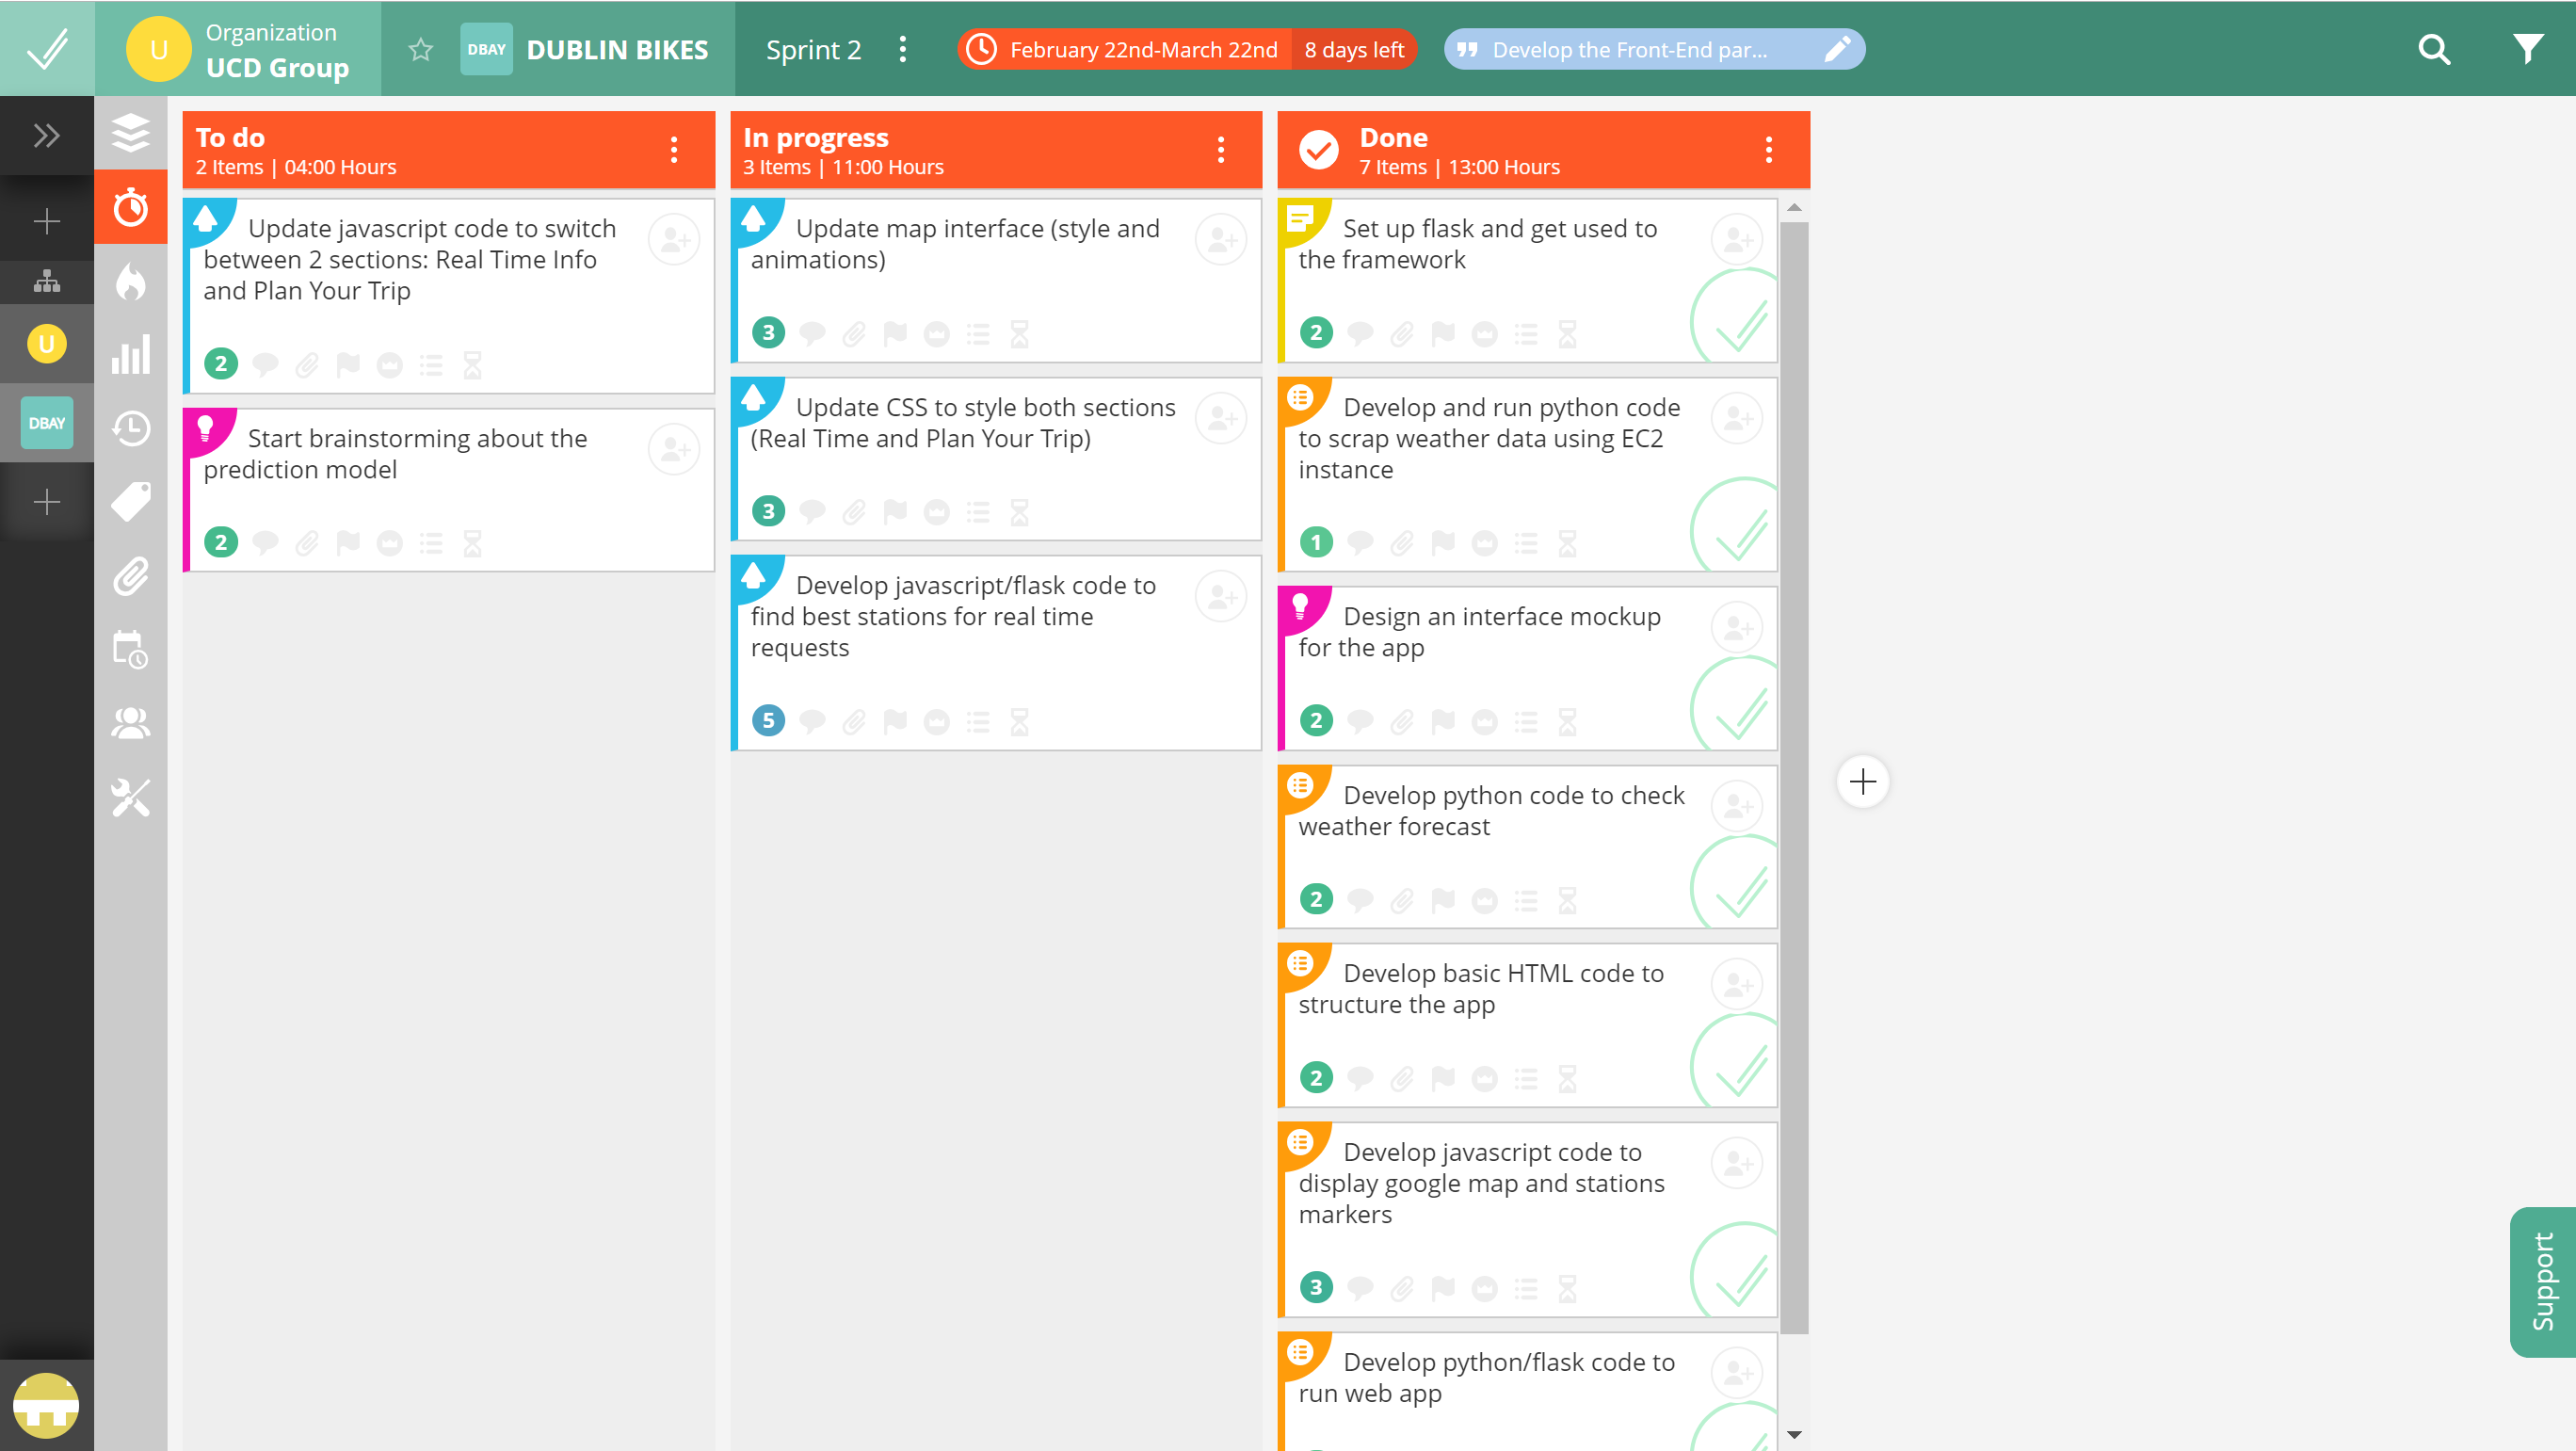 Organization
UCD Group
U
DBAY
DUBLIN BIKES
Sprint 2
February 22nd-March 22nd
8 days left
Develop the Front-End par...
U
DBAY
To do
2 Items | 04:00 Hours
Update javascript code to switch
between 2 sections: Real Time Info
and Plan Your Trip
2
Start brainstorming about the
prediction model
2
In progress
3 Items | 11:00 Hours
Update map interface (style and
animations)
3
Update CSS to style both sections
(Real Time and Plan Your Trip)
3
Develop javascript/flask code to
find best stations for real time
requests
5
Done
7 Items | 13:00 Hours
Set up flask and get used to
the framework
2
Develop and run python code
to scrap weather data using EC2
instance
1
Design an interface mockup
for the app
2
Develop python code to check
weather forecast
2
Develop basic HTML code to
structure the app
2
Develop javascript code to
display google map and stations
markers
3
Develop python/flask code to
run web app
Support